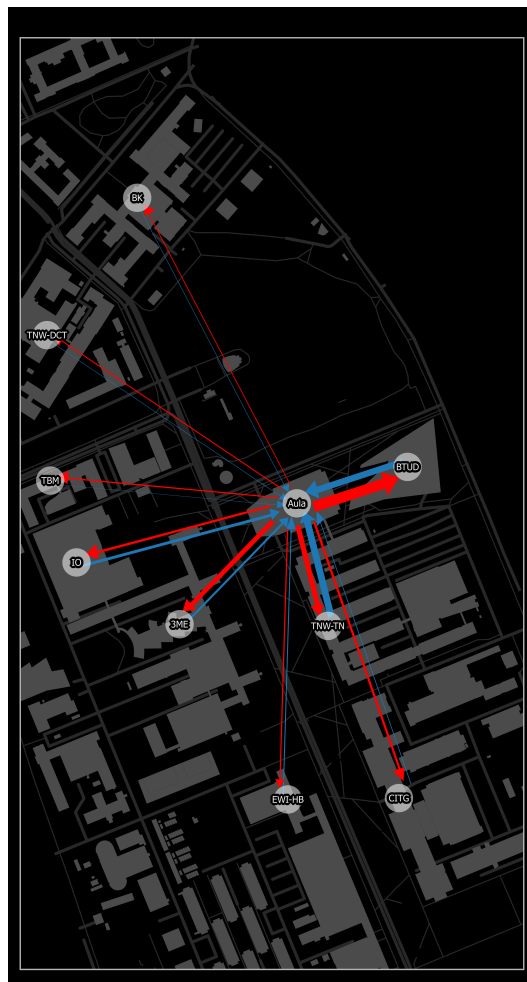 BK
TNW-DCT
BTUD
TBM
Aula
IO
3ME
TNW-TN
EWI-HB
CITG